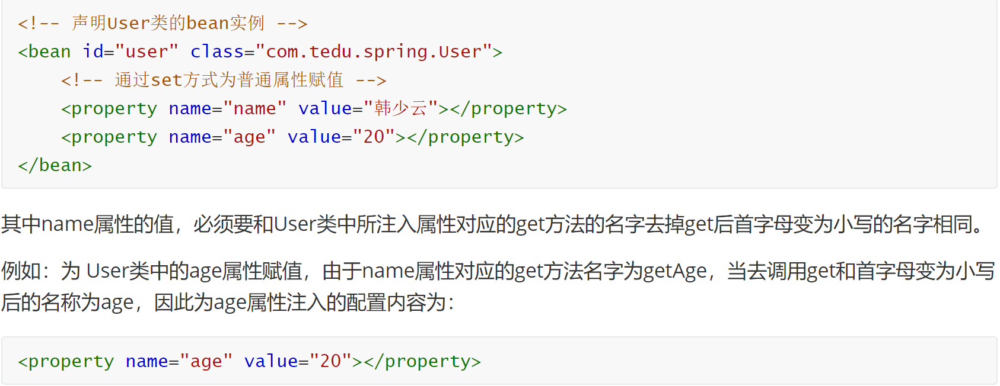 <!-- 声明User类的bean实例 -->
<bean id="user" class="com.tedu.spring.User">
    <!-- 通过set方式为普通属性赋值 -->
    <property name="name" value="韩少云"></property>
    <property name="age" value="20"></property>
</bean>
其中name属性的值，必须要和User类中所注入属性对应的get方法的名字去掉get后首字母变为小写的名字相同。
例如：为 User类中的age属性赋值，由于name属性对应的get方法名字为getAge，当去调用get和首字母变为小写
后的名称为age，因此为age属性注入的配置内容为：
<property name="age" value="20"></property>